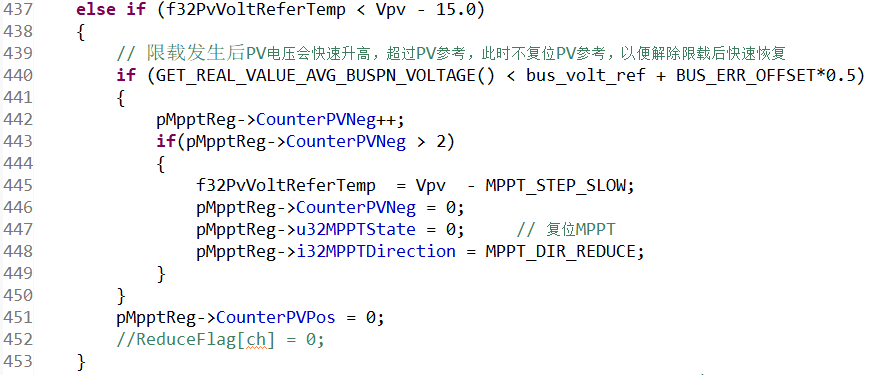 437 else if (f32PvVoltReferTemp < Vpv - 15.0)
438 {
439 // 限载发生后PV电压会快速升高，超过PV参考，此时不复位PV参考，以便解除限载后快速恢复
440 if (GET_REAL_VALUE_AVG_BUSPN_VOLTAGE() < bus_volt_ref + BUS_ERR_OFFSET*0.5)
441 {
442 pMpptReg->CounterPVNeg++;
443 if(pMpptReg->CounterPVNeg > 2)
444 {
445 f32PvVoltReferTemp  = Vpv  - MPPT_STEP_SLOW;
446 pMpptReg->CounterPVNeg = 0;
447 pMpptReg->u32MPPTState = 0;     // 复位MPPT
448 pMpptReg->i32MPPTDirection = MPPT_DIR_REDUCE;
449 }
450 }
451 pMpptReg->CounterPVPos = 0;
452 //ReduceFlag[ch] = 0;
453 }